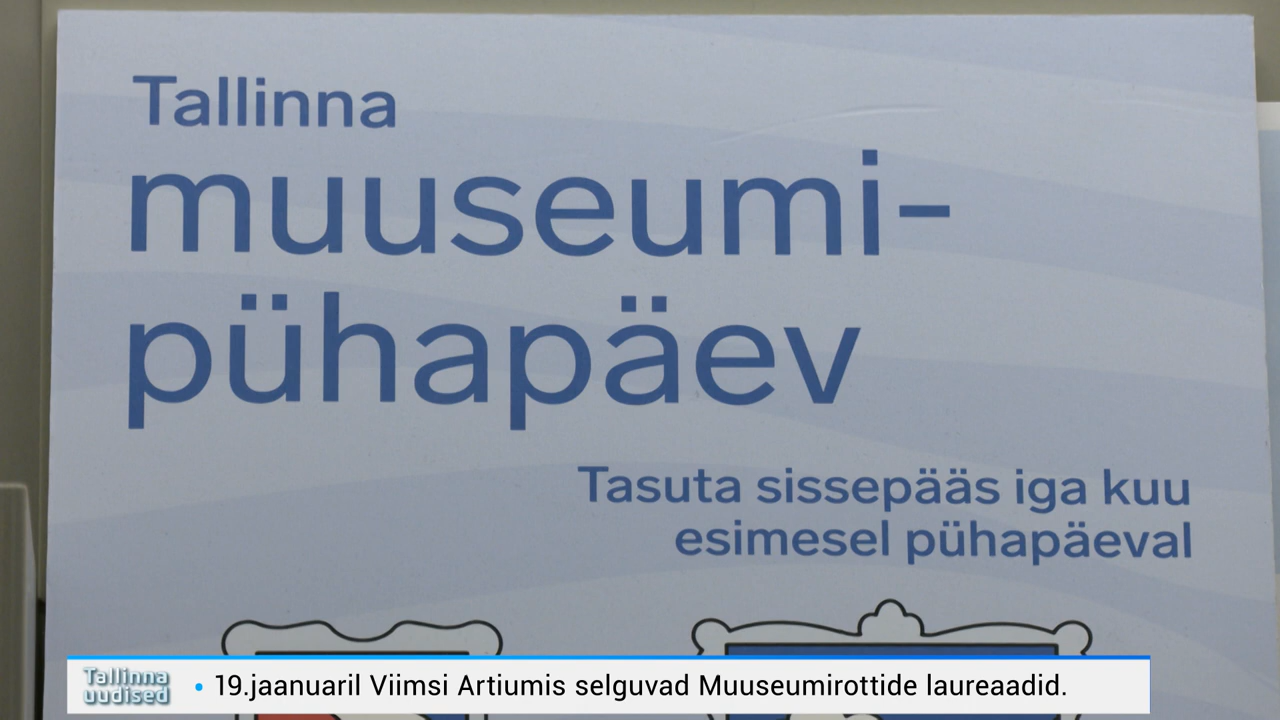 Tallinna
muuseumi-
pühapäev
Tasuta sissepääs iga kuu
esimesel pühapäeval
Tallinna
uudised
• 19.jaanuaril Viimsi Artiumis selguvad Muuseumirottide laureaadid.